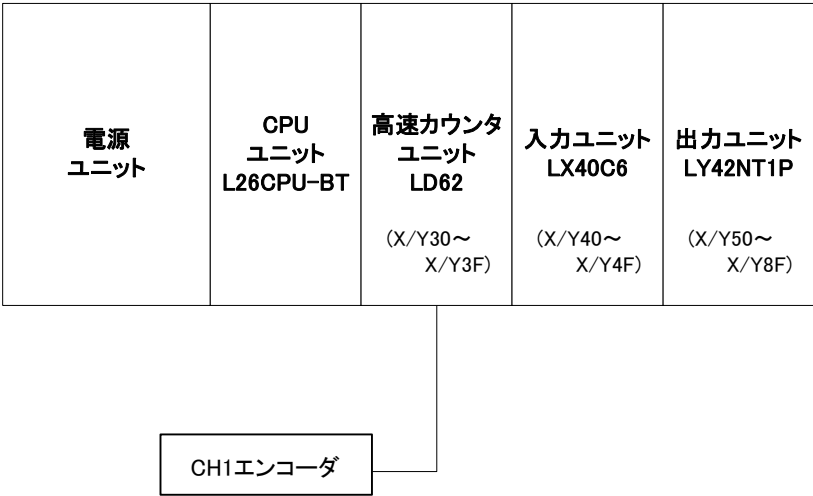 電源
ユニット
CPU
ユニット
L26CPU-BT
高速カウンタ
ユニット
LD62
(X/Y30～
X/Y3F)
入力ユニット
LX40C6
(X/Y40～
X/Y4F)
出力ユニット
LY42NT1P
(X/Y50～
X/Y8F)
CH1エンコーダ